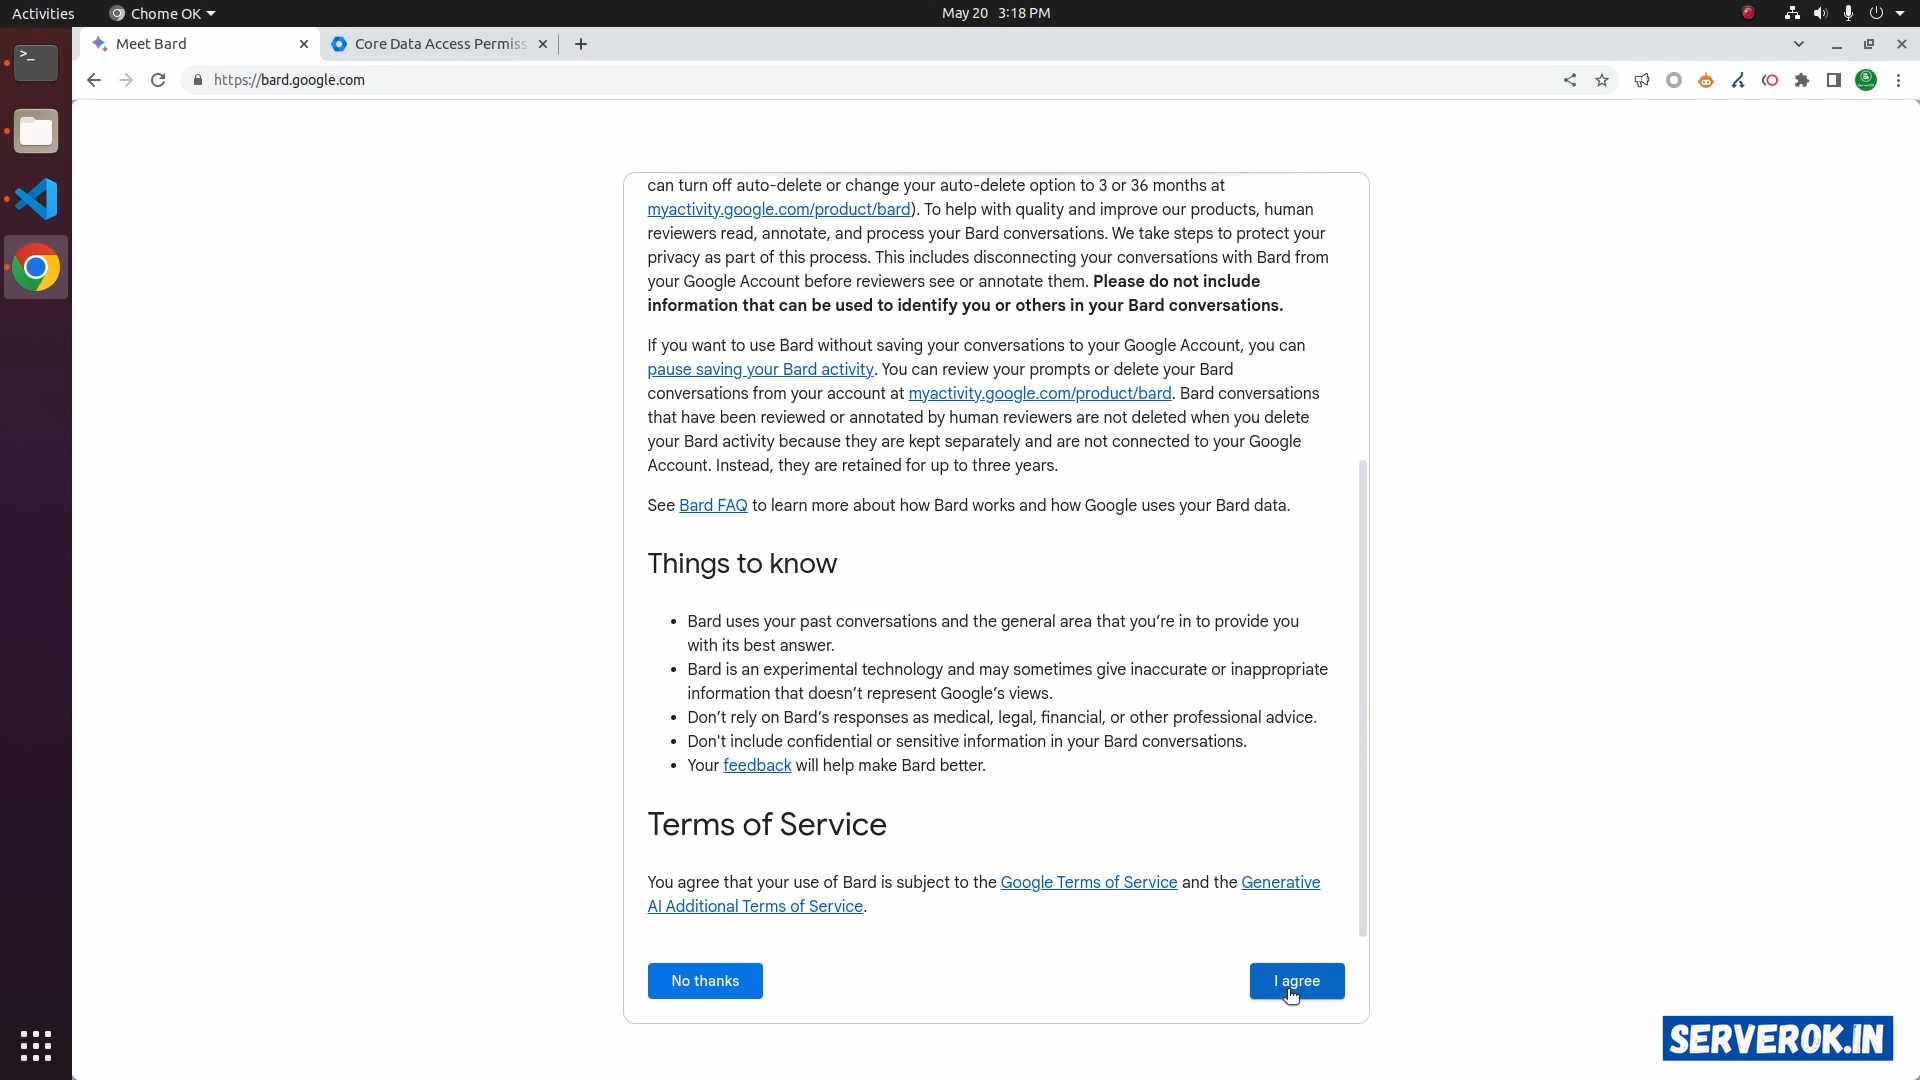 Activities
Chome OK
May 20 3:18 PM
Meet Bard
Core Data Access Permiss
https://bard.google.com
can turn off auto-delete or change your auto-delete option to 3 or 36 months at
myactivity.google.com/product/bard). To help with quality and improve our products, human
reviewers read, annotate, and process your Bard conversations. We take steps to protect your
privacy as part of this process. This includes disconnecting your conversations with Bard from
your Google Account before reviewers see or annotate them. Please do not include
information that can be used to identify you or others in your Bard conversations.
If you want to use Bard without saving your conversations to your Google Account, you can
pause saving your Bard activity. You can review your prompts or delete your Bard
conversations from your account at myactivity.google.com/product/bard. Bard conversations
that have been reviewed or annotated by human reviewers are not deleted when you delete
your Bard activity because they are kept separately and are not connected to your Google
Account. Instead, they are retained for up to three years.
See Bard FAQ to learn more about how Bard works and how Google uses your Bard data.
Things to know
• Bard uses your past conversations and the general area that you’re in to provide you
with its best answer.
• Bard is an experimental technology and may sometimes give inaccurate or inappropriate
information that doesn’t represent Google’s views.
• Don’t rely on Bard’s responses as medical, legal, financial, or other professional advice.
• Don't include confidential or sensitive information in your Bard conversations.
• Your feedback will help make Bard better.
Terms of Service
You agree that your use of Bard is subject to the Google Terms of Service and the Generative
AI Additional Terms of Service.
No thanks
I agree
SERVEROK.IN